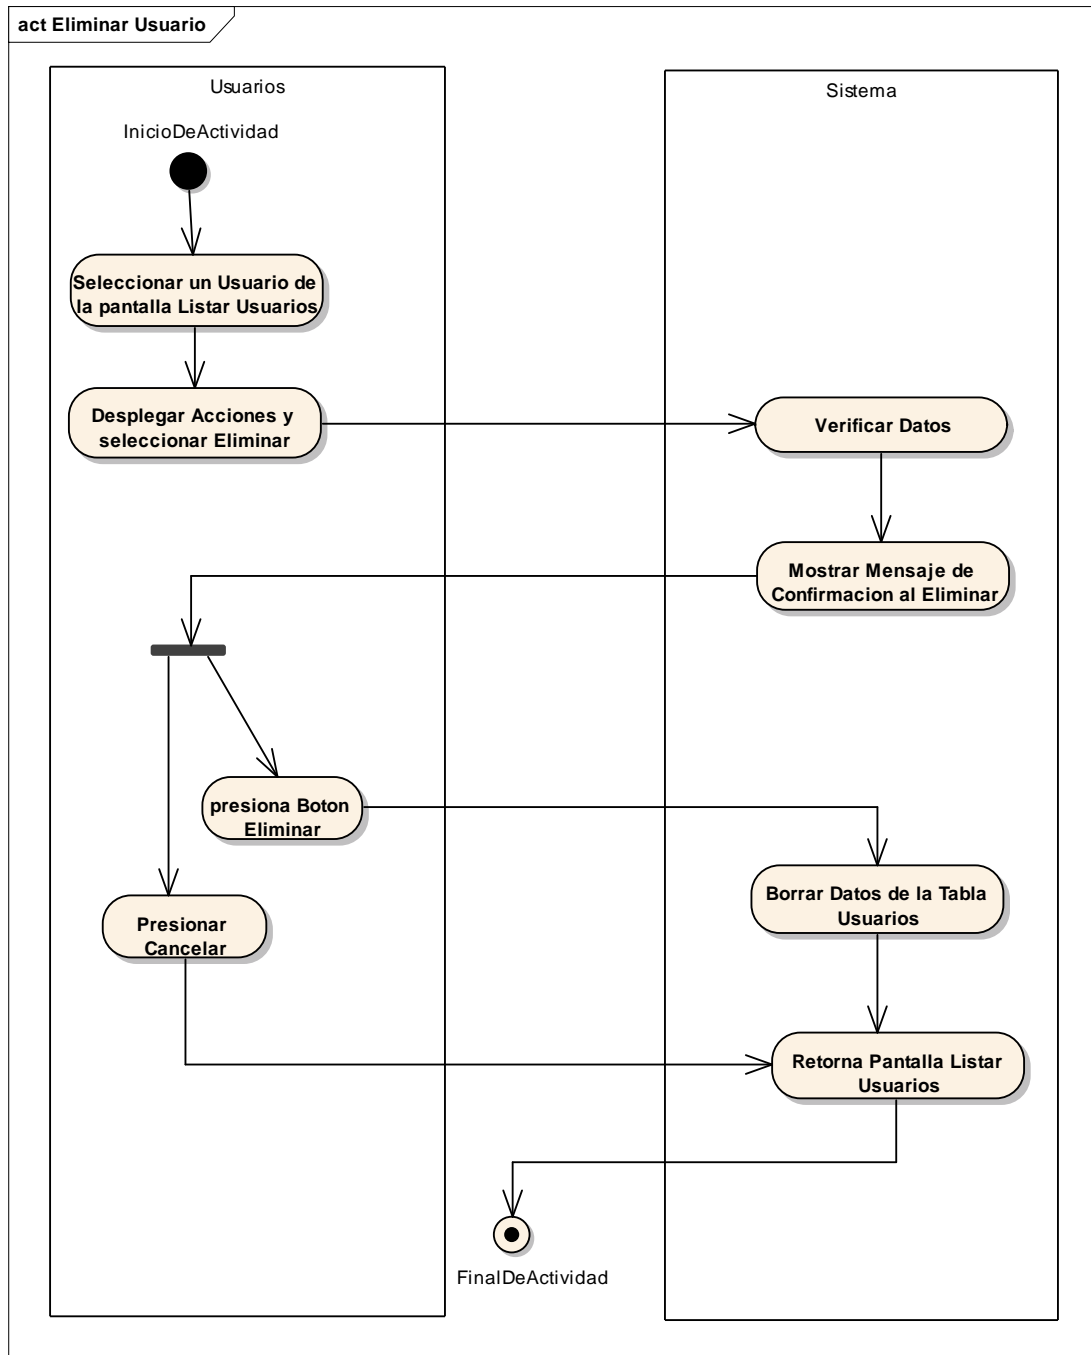 act Eliminar Usuario
Usuarios
Sistema
InicioDeActividad
Seleccionar un Usuario de
la pantalla Listar Usuarios
Desplegar Acciones y
seleccionar Eliminar
Verificar Datos
Mostrar Mensaje de
Confirmacion al Eliminar
presiona Boton
Eliminar
Borrar Datos de la Tabla
Usuarios
Presionar
Cancelar
Retorna Pantalla Listar
Usuarios
FinalDeActividad